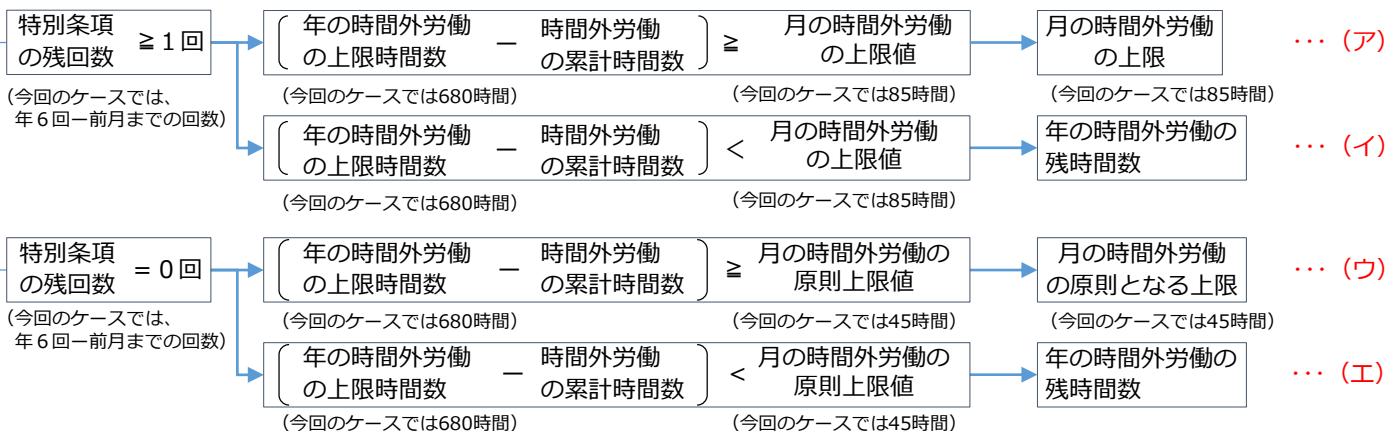 特別条項
の残回数 ≧1回
(今回のケースでは、
年6回ー前月までの回数)
年の時間外労働
の上限時間数
ー
時間外労働
の累計時間数
≧
月の時間外労働
の上限値
月の時間外労働
の上限
・・・(ア)
(今回のケースでは680時間)
(今回のケースでは85時間)
(今回のケースでは85時間)
年の時間外労働
の上限時間数
ー
時間外労働
の累計時間数
<
月の時間外労働
の上限値
年の時間外労働の
残時間数
・・・(イ)
(今回のケースでは680時間)
(今回のケースでは85時間)
特別条項
の残回数 =0回
(今回のケースでは、
年6回ー前月までの回数)
年の時間外労働
の上限時間数
ー
時間外労働
の累計時間数
≧
月の時間外労働の
原則上限値
月の時間外労働
の原則となる上限
・・・(ウ)
(今回のケースでは680時間)
(今回のケースでは45時間)
(今回のケースでは45時間)
年の時間外労働
の上限時間数
ー
時間外労働
の累計時間数
<
月の時間外労働の
原則上限値
年の時間外労働の
残時間数
・・・(エ)
(今回のケースでは680時間)
(今回のケースでは45時間)